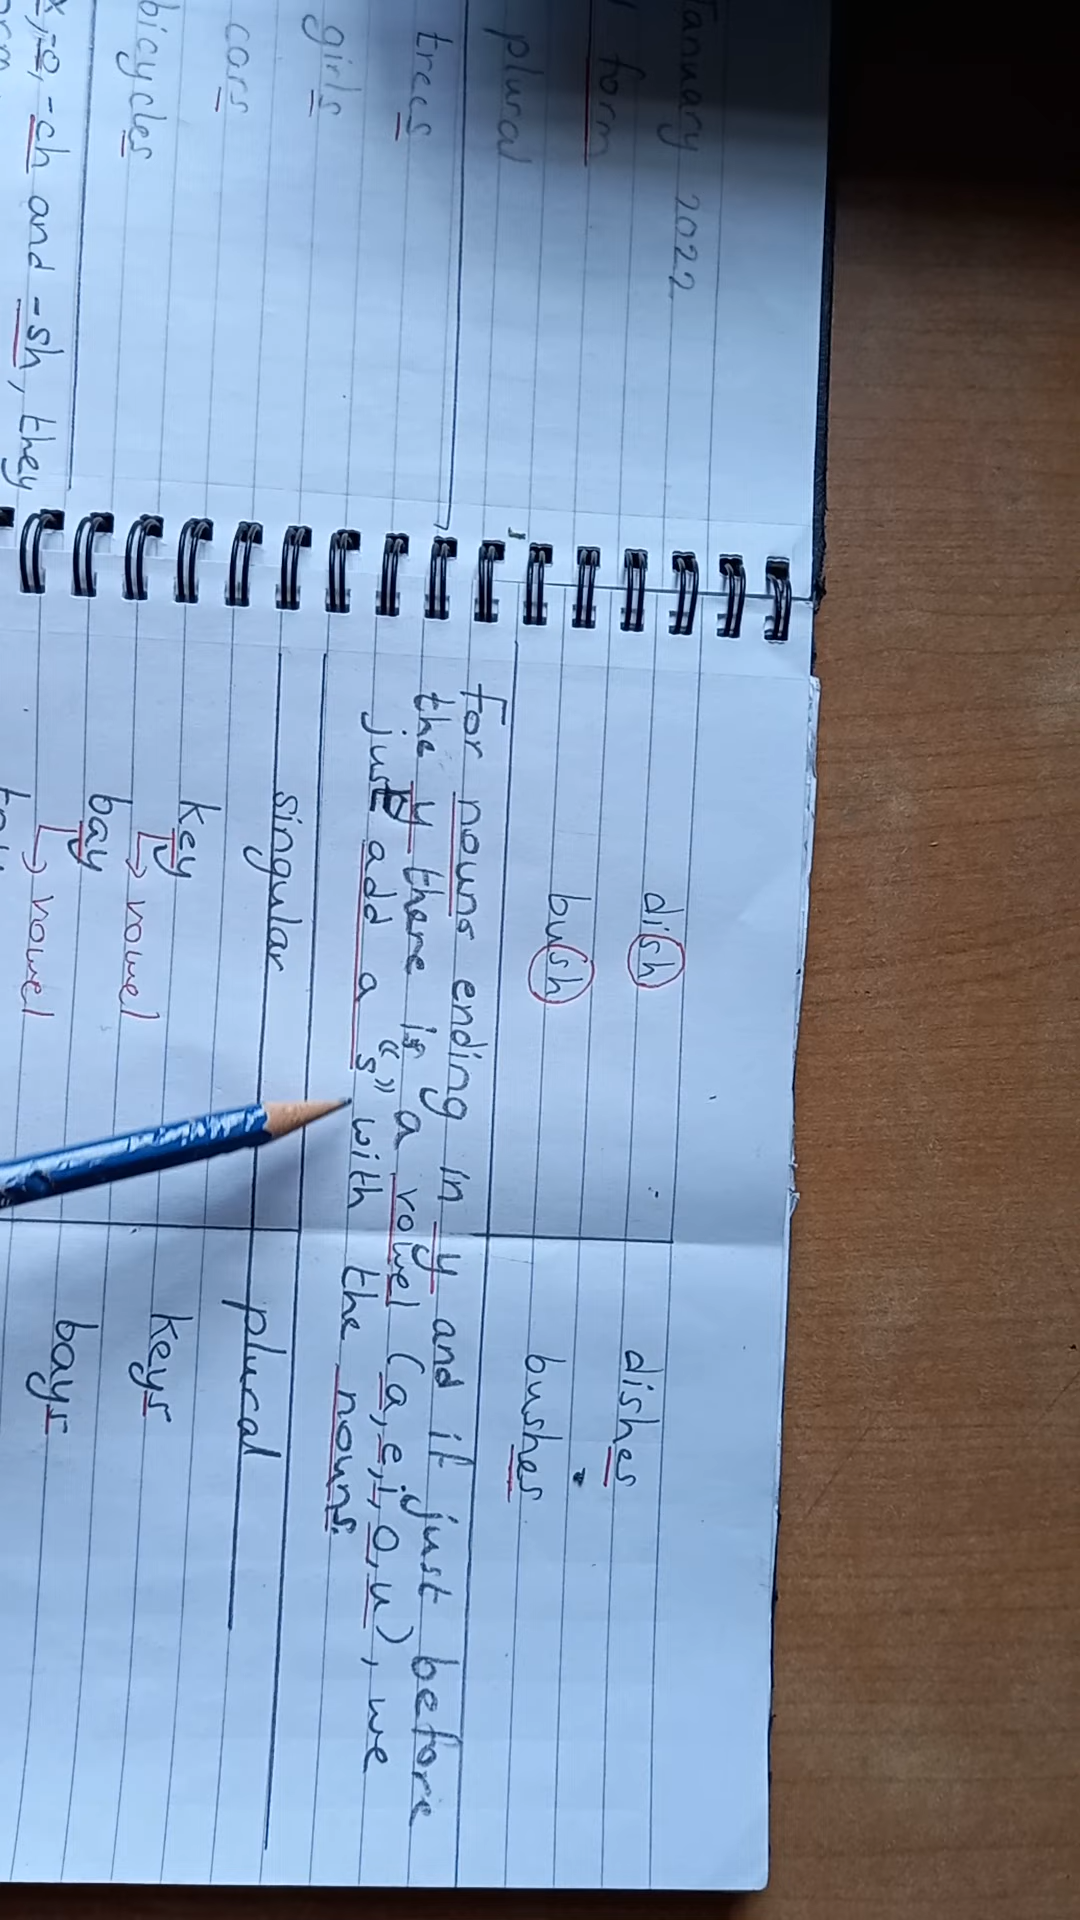 January 2022
form
plural
trees
girls
cars
bicycles
-o, -ch and -sh, they
dish dishes
bush bushes
for nouns ending in y and if just before
the y there is a vowel (a, e, i, o, u), we
just add a "s" with the nouns.
singular plural
key keys
→ vowel
bay bays
→ vowel